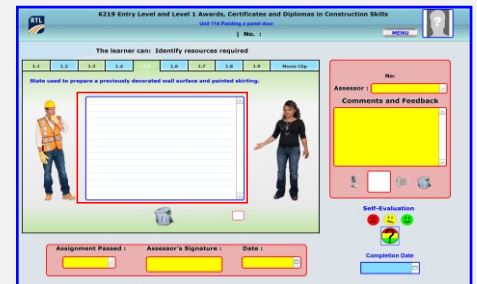 RTL
6219 Entry Level and Level 1 Awards, Certificates and Diplomas in Construction Skills
Unit 116 Painting a panel door
| No. :
MENU
?
The learner can: Identify resources required
1.1 1.2 1.3 1.4 1.5 1.6 1.7 1.8 1.9 Movie Clip
State used to prepare a previously decorated wall surface and painted skirting.
No:
Assessor :
Comments and Feedback
Self-Evaluation
?
Completion Date
Assignment Passed :
Assessor's Signature :
Date :